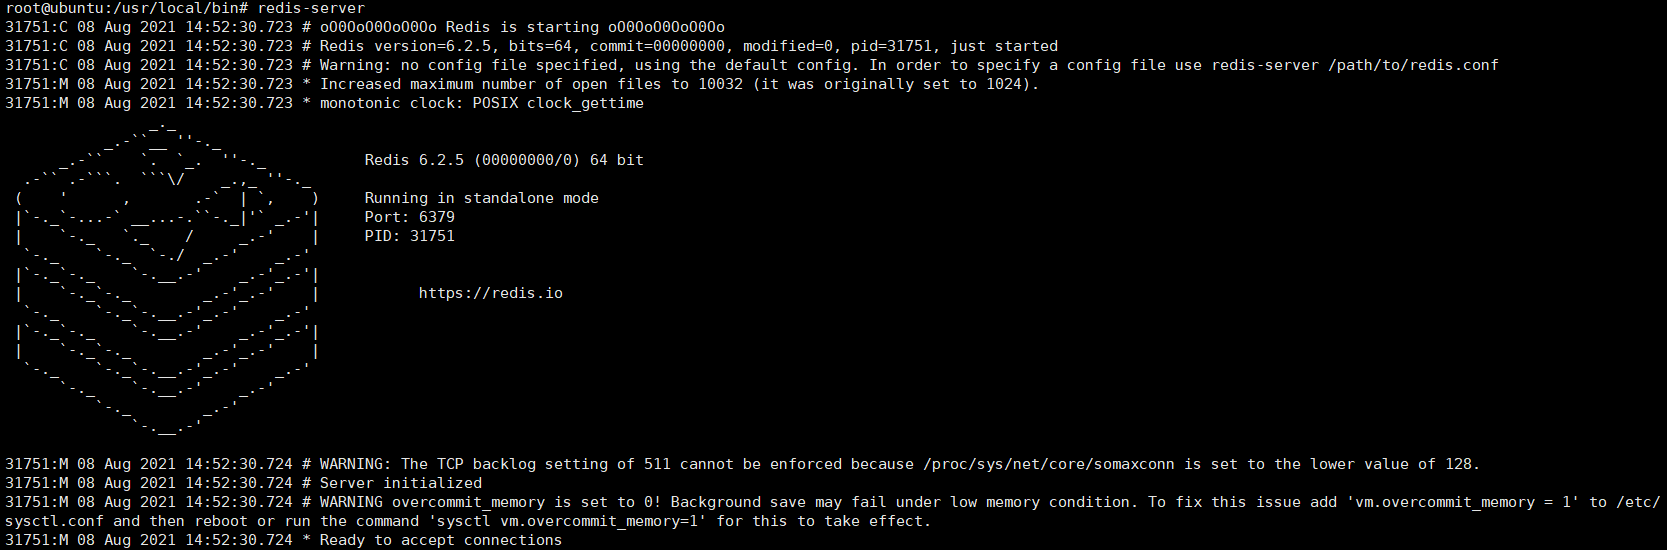 root@ubuntu:/usr/local/bin# redis-server
31751:C 08 Aug 2021 14:52:30.723 # oO0OoO0OoO0Oo Redis is starting oO0OoO0OoO0Oo
31751:C 08 Aug 2021 14:52:30.723 # Redis version=6.2.5, bits=64, commit=00000000, modified=0, pid=31751, just started
31751:C 08 Aug 2021 14:52:30.723 # Warning: no config file specified, using the default config. In order to specify a config file use redis-server /path/to/redis.conf
31751:M 08 Aug 2021 14:52:30.723 * Increased maximum number of open files to 10032 (it was originally set to 1024).
31751:M 08 Aug 2021 14:52:30.723 * monotonic clock: POSIX clock_gettime
Redis 6.2.5 (00000000/0) 64 bit
Running in standalone mode
Port: 6379
PID: 31751
https://redis.io
31751:M 08 Aug 2021 14:52:30.724 # WARNING: The TCP backlog setting of 511 cannot be enforced because /proc/sys/net/core/somaxconn is set to the lower value of 128.
31751:M 08 Aug 2021 14:52:30.724 # Server initialized
31751:M 08 Aug 2021 14:52:30.724 # WARNING overcommit_memory is set to 0! Background save may fail under low memory condition. To fix this issue add 'vm.overcommit_memory = 1' to /etc/
sysctl.conf and then reboot or run the command 'sysctl vm.overcommit_memory=1' for this to take effect.
31751:M 08 Aug 2021 14:52:30.724 * Ready to accept connections